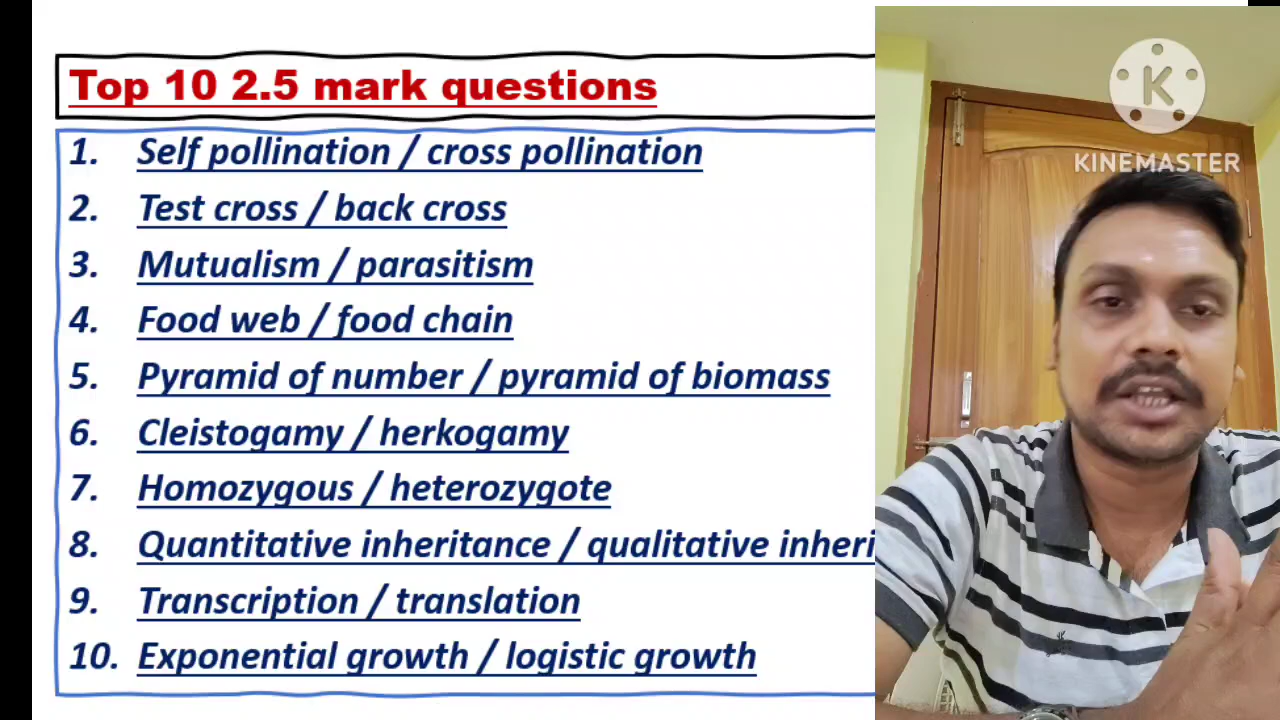 Top 10 2.5 mark questions
1. Self pollination / cross pollination
2. Test cross / back cross
3. Mutualism / parasitism
4. Food web / food chain
5. Pyramid of number / pyramid of biomass
6. Cleistogamy / herkogamy
7. Homozygous / heterozygote
8. Quantitative inheritance / qualitative inheri
9. Transcription / translation
10. Exponential growth / logistic growth
K
KINEMASTER